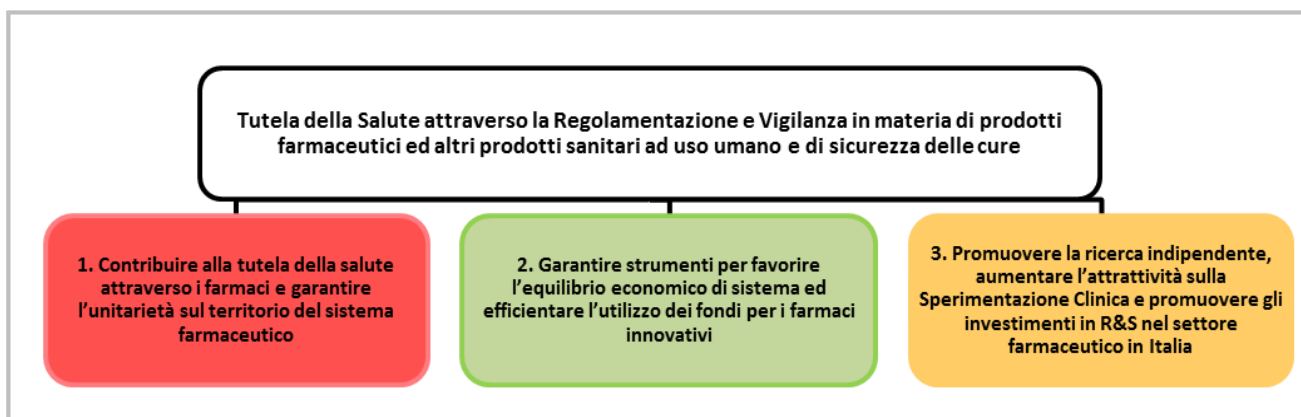 Tutela della Salute attraverso la Regolamentazione e Vigilanza in materia di prodotti
farmaceutici ed altri prodotti sanitari ad uso umano e di sicurezza delle cure
1. Contribuire alla tutela della salute
attraverso i farmaci e garantire
l'unitarietà sul territorio del sistema
farmaceutico
2. Garantire strumenti per favorire
l'equilibrio economico di sistema ed
efficientare l'utilizzo dei fondi per i farmaci
innovativi
3. Promuovere la ricerca indipendente,
aumentare l'attrattività sulla
Sperimentazione Clinica e promuovere gli
investimenti in R&S nel settore
farmaceutico in Italia